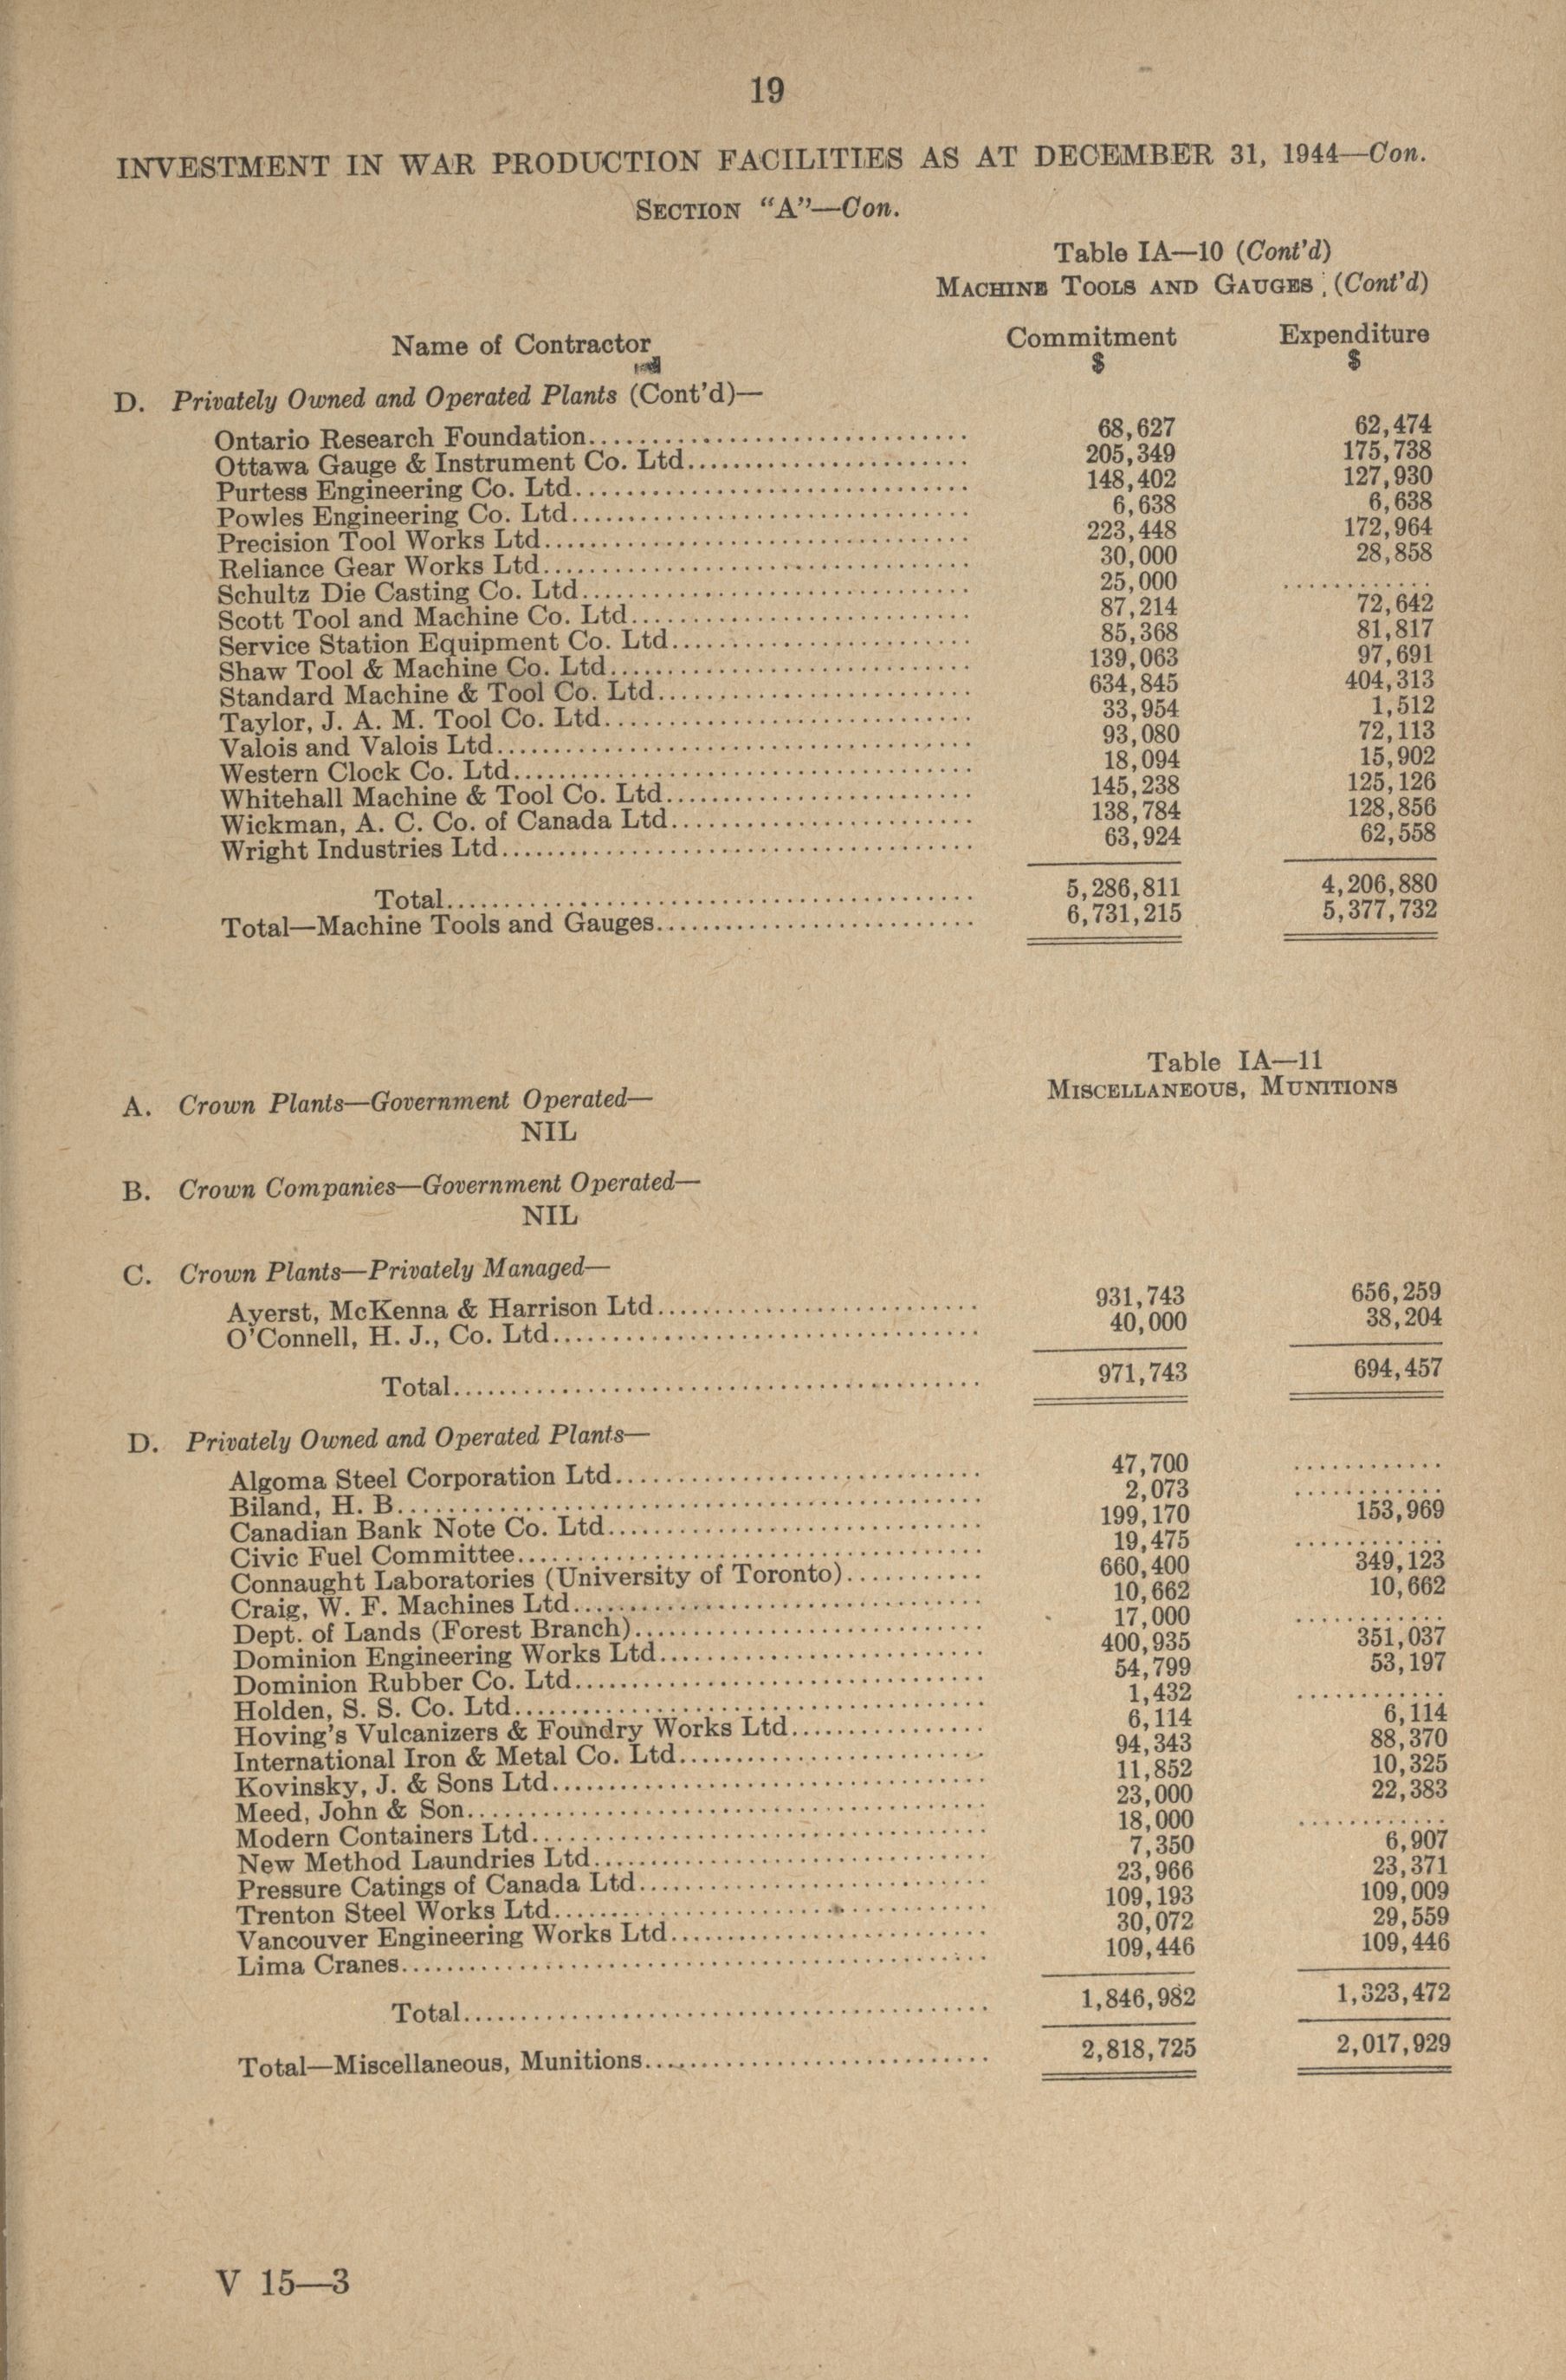 19
INVESTMENT IN WAR PRODUCTION FACILITIES AS AT DECEMBER 31, 1944—Con.
SECTION "A"—Con.
Table IA—10 (Cont'd)
MACHINE TOOLS AND GAUGES (Cont'd)
Name of Contractor Commitment Expenditure
$ $
D. Privately Owned and Operated Plants (Cont'd)—
Ontario Research Foundation.............................. 68,627 62,474
Ottawa Gauge & Instrument Co. Ltd.............................. 205,349 175,738
Purtess Engineering Co. Ltd.............................. 148,402 127,930
Powles Engineering Co. Ltd.............................. 6,638 6,638
Precision Tool Works Ltd.............................. 223,448 172,964
Reliance Gear Works Ltd.............................. 30,000 28,858
Schultz Die Casting Co. Ltd.............................. 25,000 ............
Scott Tool and Machine Co. Ltd.............................. 87,214 72,642
Service Station Equipment Co. Ltd.............................. 85,368 81,817
Shaw Tool & Machine Co. Ltd.............................. 139,063 97,691
Standard Machine & Tool Co. Ltd.............................. 634,845 404,313
Taylor, J. A. M. Tool Co. Ltd.............................. 33,954 1,512
Valois and Valois Ltd.............................. 93,080 72,113
Western Clock Co. Ltd.............................. 18,094 15,902
Whitehall Machine & Tool Co. Ltd.............................. 145,238 125,126
Wickman, A. C. Co. of Canada Ltd.............................. 138,784 128,856
Wright Industries Ltd.............................. 63,924 62,558
Total.............................. 5,286,811 4,206,880
Total—Machine Tools and Gauges.............................. 6,731,215 5,377,732
Table IA—11
MISCELLANEOUS, MUNITIONS
A. Crown Plants—Government Operated—
NIL
B. Crown Companies—Government Operated—
NIL
C. Crown Plants—Privately Managed—
Ayerst, McKenna & Harrison Ltd.............................. 931,743 656,259
O'Connell, H. J., Co. Ltd.............................. 40,000 38,204
Total.............................. 971,743 694,457
D. Privately Owned and Operated Plants—
Algoma Steel Corporation Ltd.............................. 47,700 ............
Biland, H. B.............................. 2,073 ............
Canadian Bank Note Co. Ltd.............................. 199,170 153,969
Civic Fuel Committee.............................. 19,475 ............
Connaught Laboratories (University of Toronto)............ 660,400 349,123
Craig, W. F. Machines Ltd.............................. 10,662 10,662
Dept. of Lands (Forest Branch).............................. 17,000 ............
Dominion Engineering Works Ltd.............................. 400,935 351,037
Dominion Rubber Co. Ltd.............................. 54,799 53,197
Holden, S. S. Co. Ltd.............................. 1,432 ............
Hoving's Vulcanizers & Foundry Works Ltd................. 6,114 6,114
International Iron & Metal Co. Ltd.............................. 94,343 88,370
Kovinsky, J. & Sons Ltd.............................. 11,852 10,325
Meed, John & Son.............................. 23,000 22,383
Modern Containers Ltd.............................. 18,000 ............
New Method Laundries Ltd.............................. 7,350 6,907
Pressure Catings of Canada Ltd.............................. 23,966 23,371
Trenton Steel Works Ltd.............................. 109,193 109,009
Vancouver Engineering Works Ltd.............................. 30,072 29,559
Lima Cranes.............................. 109,446 109,446
Total.............................. 1,846,982 1,323,472
Total—Miscellaneous, Munitions.............................. 2,818,725 2,017,929
V 15—3